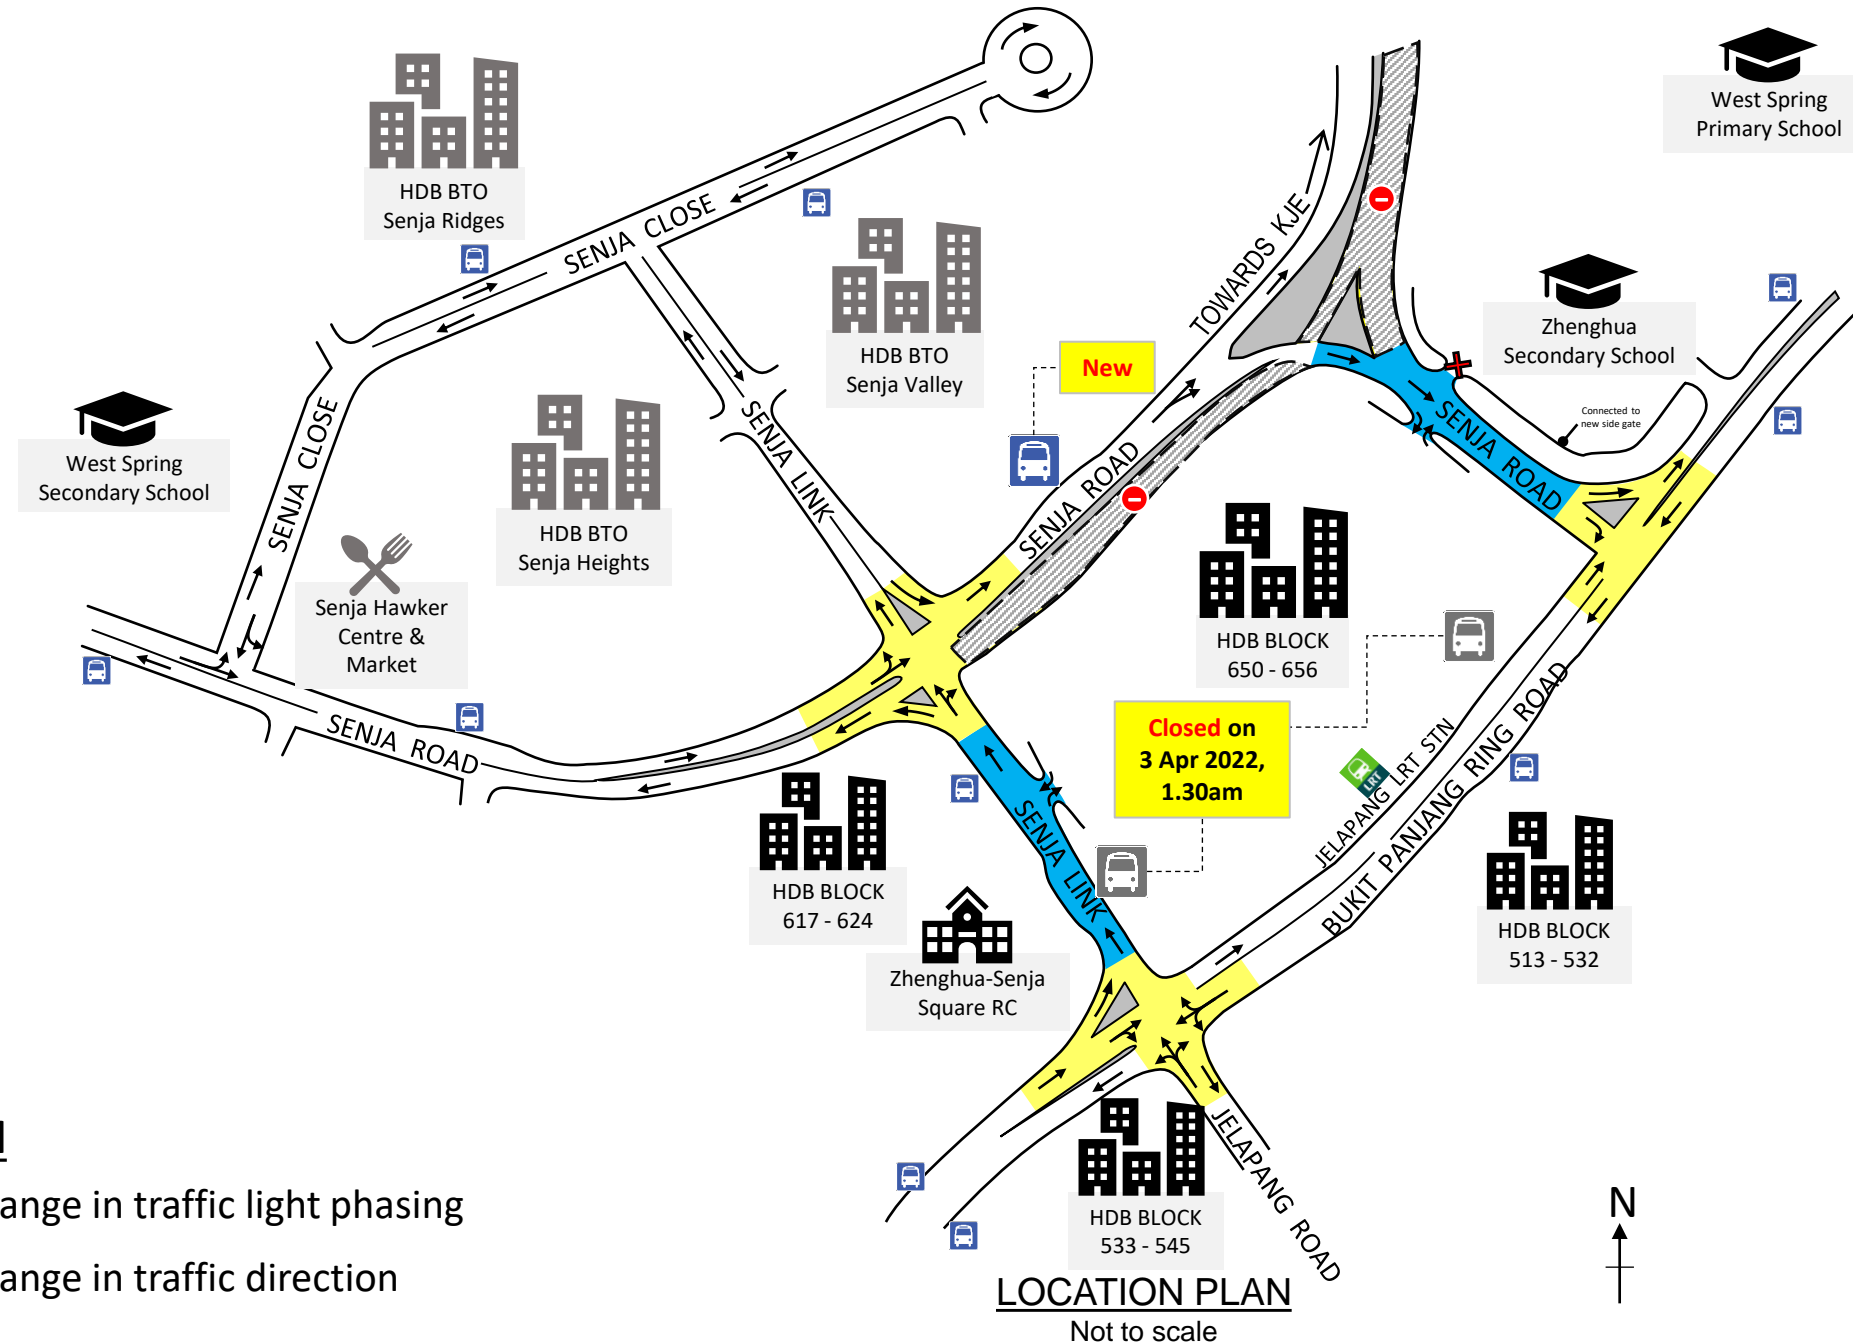 West Spring
Primary School
HDB BTO
Senja Ridges
SENJA CLOSE
TOWARDS KJE
HDB BTO
Senja Valley
New
Zhenghua
Secondary School
Connected to
new side gate
West Spring
Secondary School
SENJA CLOSE
HDB BTO
Senja Heights
SENJA LINK
SENJA ROAD
SENJA ROAD
Senja Hawker
Centre &
Market
HDB BLOCK
650 - 656
SENJA ROAD
Closed on
3 Apr 2022,
1.30am
JELAPANG LRT STN
LRT
BUKIT PANJANG RING ROAD
HDB BLOCK
617 - 624
SENJA LINK
HDB BLOCK
513 - 532
Zhenghua-Senja
Square RC
JELAPANG ROAD
HDB BLOCK
533 - 545
ange in traffic light phasing
ange in traffic direction
N
LOCATION PLAN
Not to scale